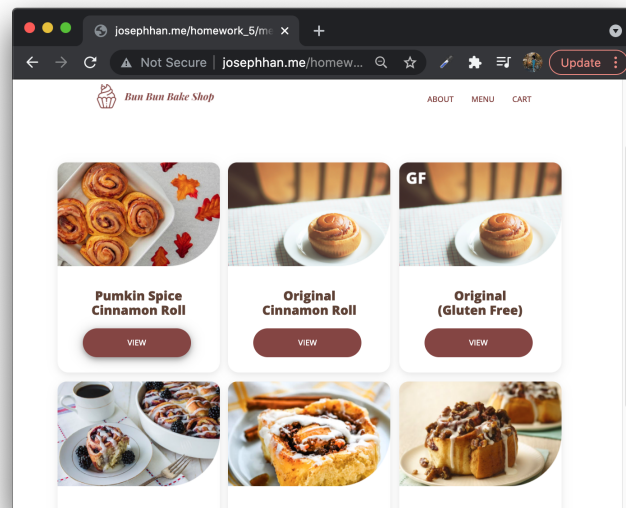 josephhan.me/homework_5/me
Not Secure | josephhan.me/homew...
Update
Bun Bun Bake Shop
ABOUT MENU CART
GF
Pumkin Spice
Cinnamon Roll
VIEW
Original
Cinnamon Roll
VIEW
Original
(Gluten Free)
VIEW